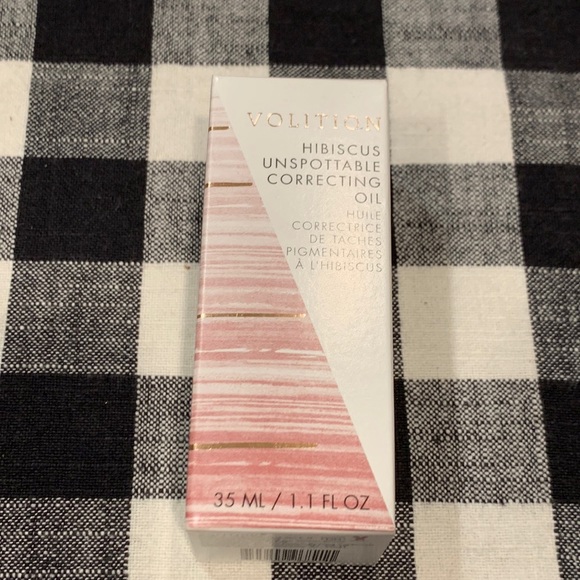 VOLITION
HIBISCUS
UNSPOTTABLE
CORRECTING
OIL
HUILE
CORRECTRICE
DE TACHES
PIGMENTAIRES
À L'HIBISCUS
35 ML / 1.1 FL OZ